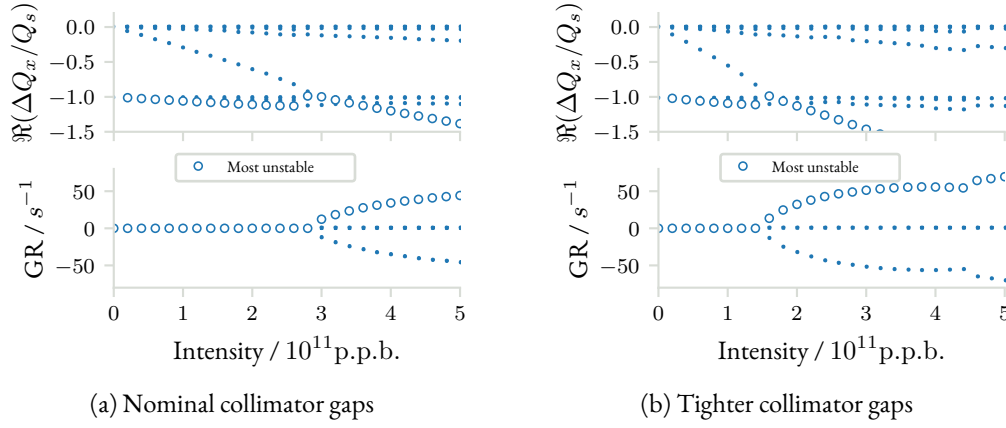 ℜ(ΔQₓ/Qₛ)
0.0
−0.5
−1.0
−1.5
Most unstable
GR / s⁻¹
50
0
−50
0 1 2 3 4 5
Intensity / 10¹¹p.p.b.
(a) Nominal collimator gaps
ℜ(ΔQₓ/Qₛ)
0.0
−0.5
−1.0
−1.5
Most unstable
GR / s⁻¹
50
0
−50
0 1 2 3 4 5
Intensity / 10¹¹p.p.b.
(b) Tighter collimator gaps